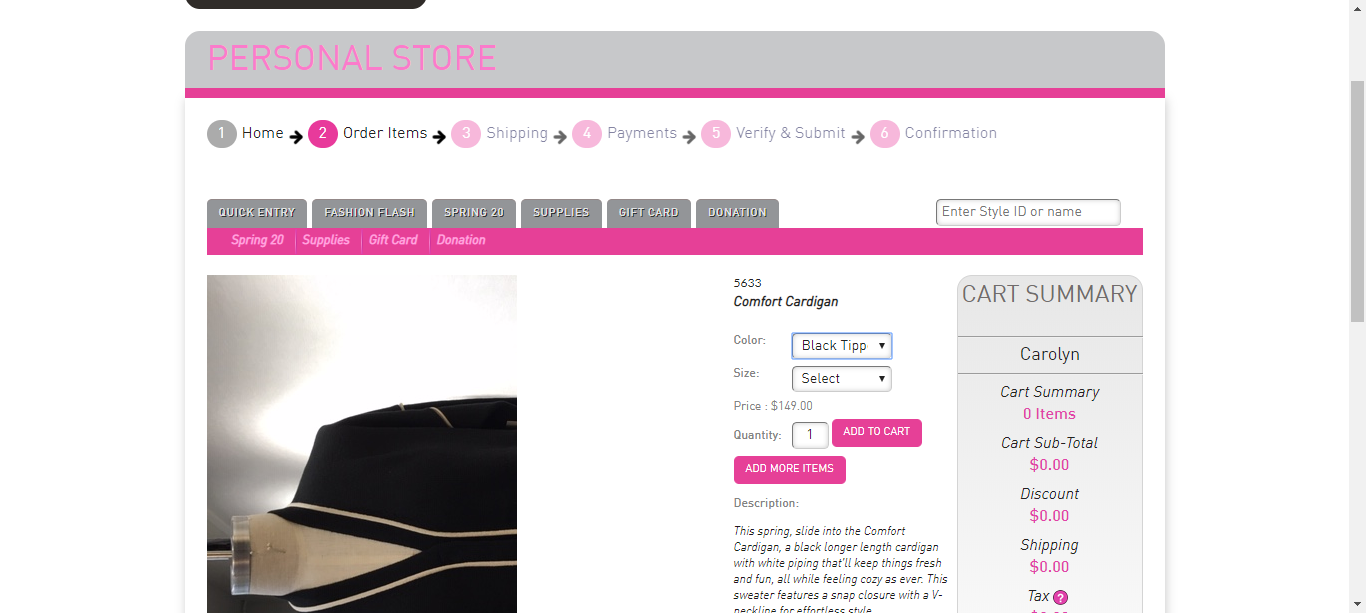 PERSONAL STORE
1 Home 2 Order Items 3 Shipping 4 Payments 5 Verify & Submit 6 Confirmation
QUICK ENTRY FASHION FLASH SPRING 20 SUPPLIES GIFT CARD DONATION
Enter Style ID or name
Spring 20 Supplies Gift Card Donation
5633
Comfort Cardigan
Color: Black Tipp
Size: Select
Price : $149.00
Quantity: 1 ADD TO CART
ADD MORE ITEMS
Description:
This spring, slide into the Comfort
Cardigan, a black longer length cardigan
with white piping that'll keep things fresh
and fun, all while feeling cozy as ever. This
sweater features a snap closure with a V-
neckline for effortless style
CART SUMMARY
Carolyn
Cart Summary
0 Items
Cart Sub-Total
$0.00
Discount
$0.00
Shipping
$0.00
Tax ?